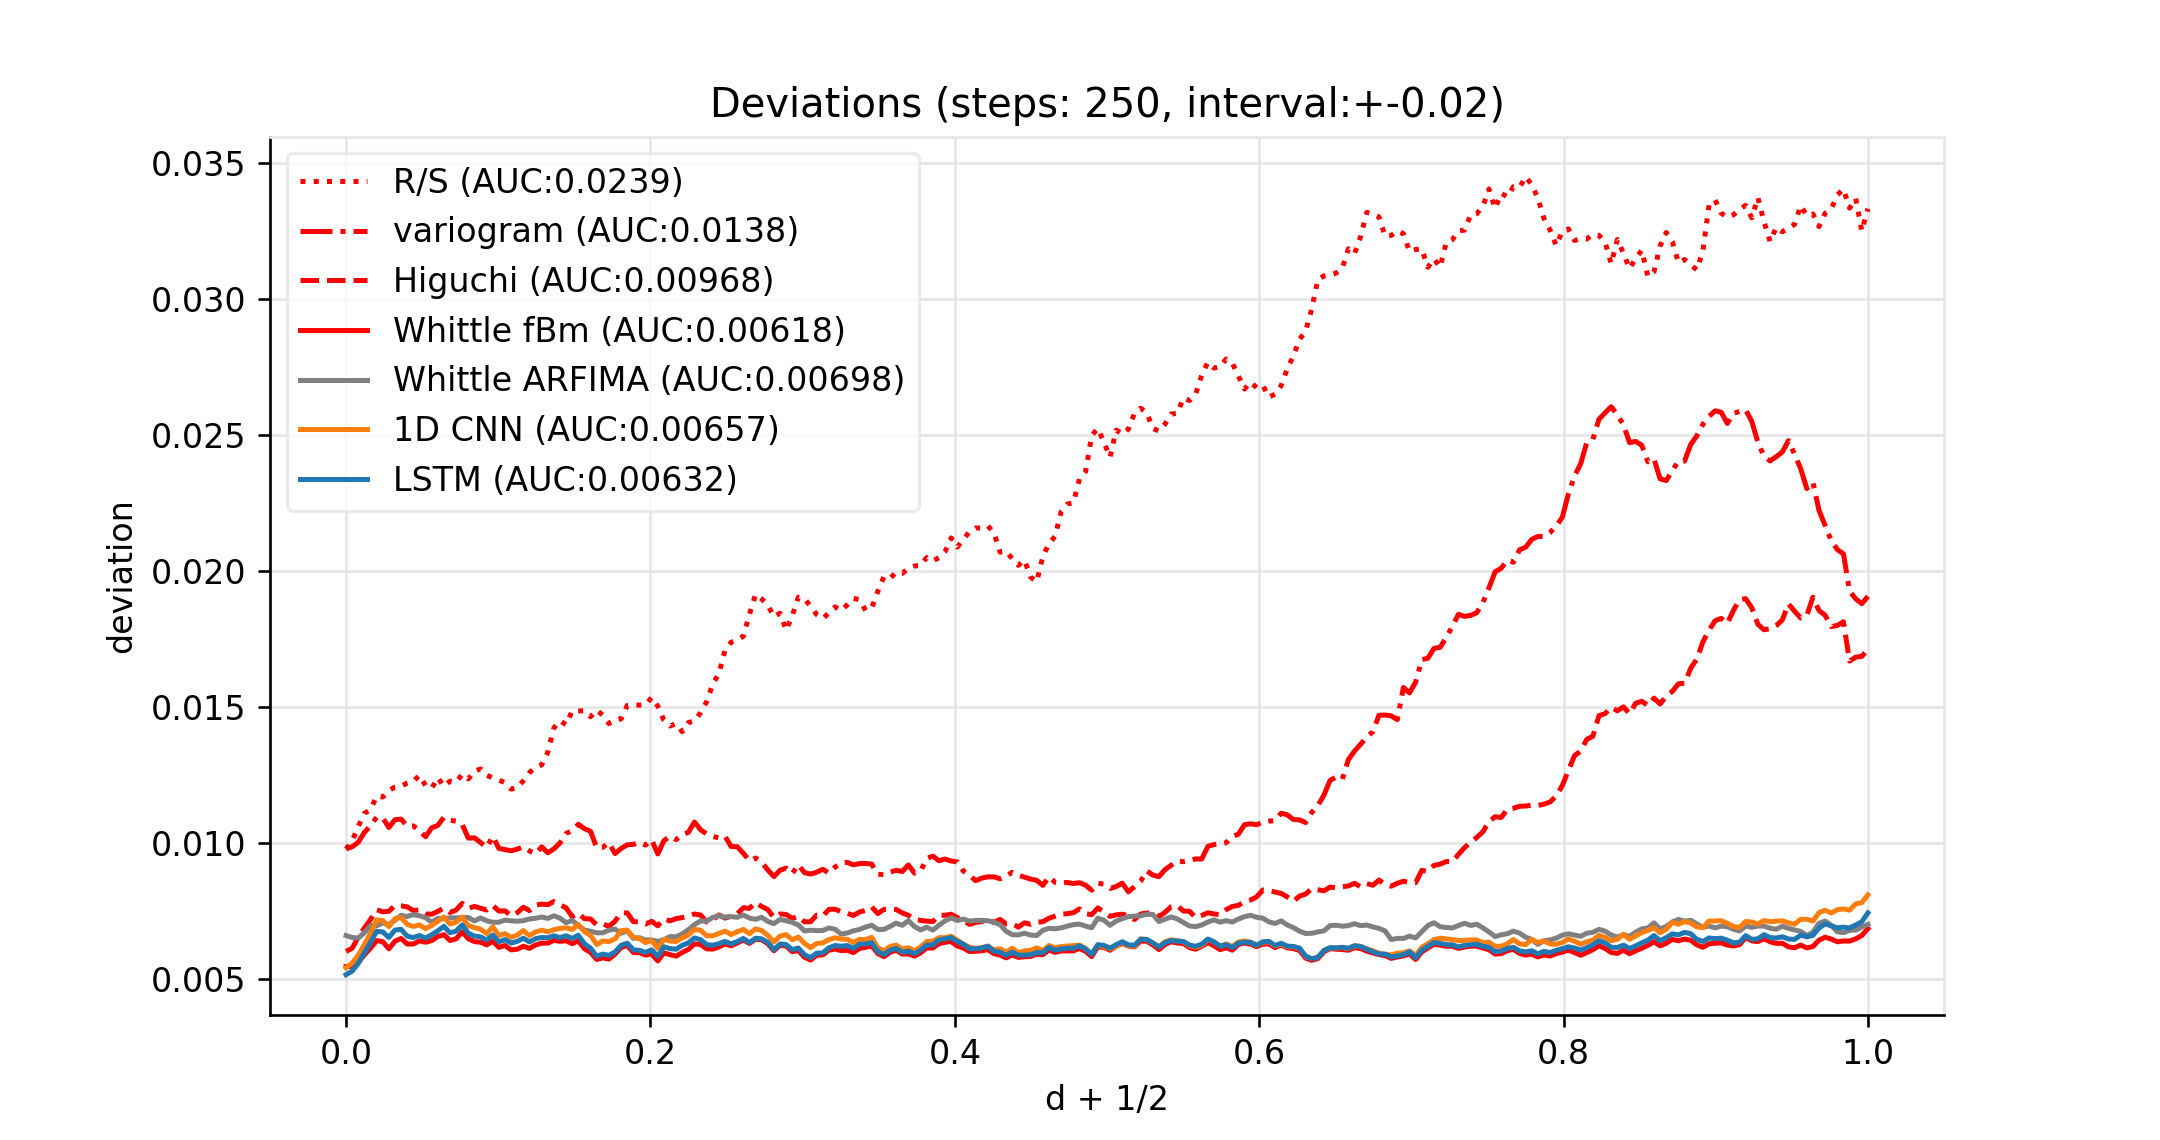 Deviations (steps: 250, interval:+-0.02)
R/S (AUC:0.0239)
variogram (AUC:0.0138)
Higuchi (AUC:0.00968)
Whittle fBm (AUC:0.00618)
Whittle ARFIMA (AUC:0.00698)
1D CNN (AUC:0.00657)
LSTM (AUC:0.00632)
deviation
0.035
0.030
0.025
0.020
0.015
0.010
0.005
0.0 0.2 0.4 0.6 0.8 1.0
d + 1/2